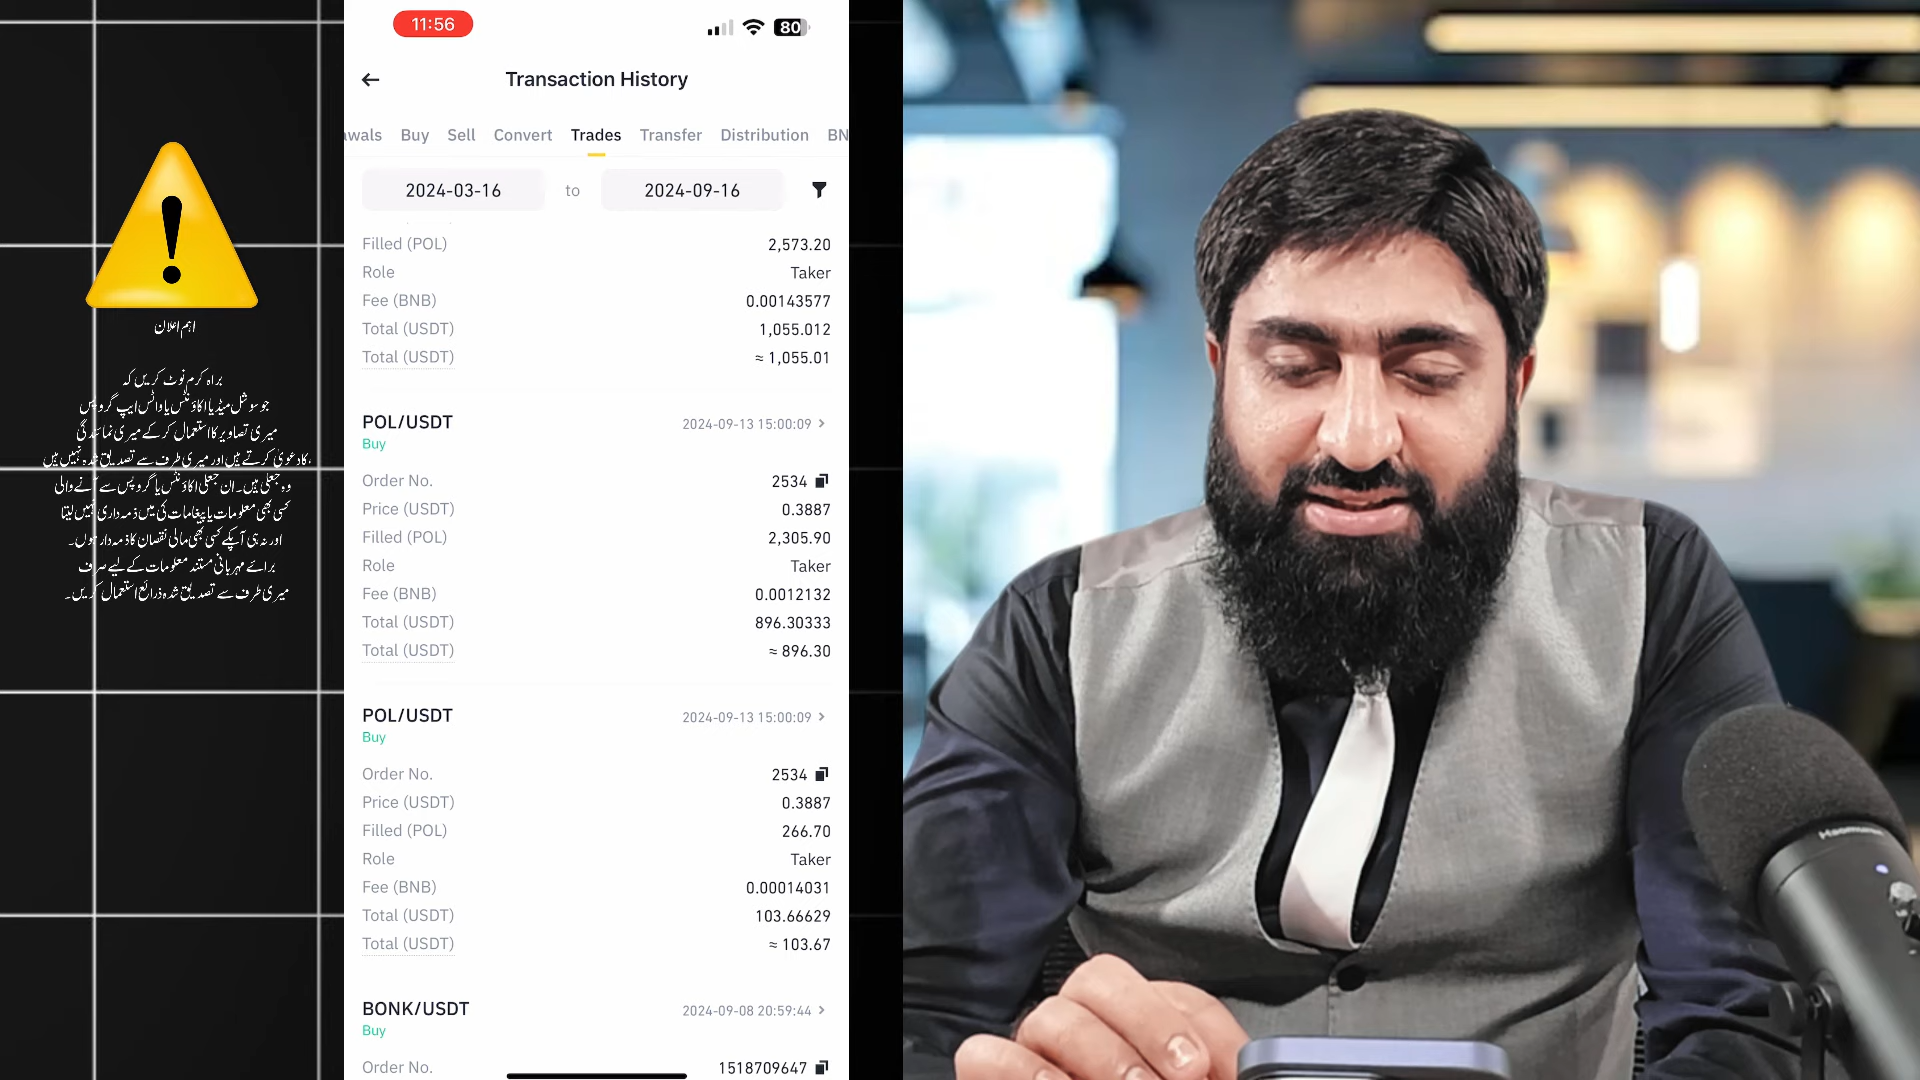 اہم اعلان
براہ کرم نوٹ کریں کہ
جو سوشل میڈیا اکاؤنٹس یا واٹس ایپ گروپس
میری تصاویر کا استعمال کر کے میری نمائندگی
کا دعویٰ کرتے ہیں اور میری طرف سے تصدیق شدہ نہیں ہیں،
وہ جعلی ہیں۔ ان جعلی اکاؤنٹس یا گروپس سے آنے والی
کسی بھی معلومات یا پیغامات کی میں ذمہ داری نہیں لیتا
اور نہ ہی آپکے کسی بھی مالی نقصان کا ذمہ دار ہوں۔
برائے مہربانی مستند معلومات کے لیے صرف
میری طرف سے تصدیق شدہ ذرائع استعمال کریں۔
11:56
80
Transaction History
awals Buy Sell Convert Trades Transfer Distribution BN
2024-03-16 to 2024-09-16
Filled (POL) 2,573.20
Role Taker
Fee (BNB) 0.00143577
Total (USDT) 1,055.012
Total (USDT) ≈ 1,055.01
POL/USDT 2024-09-13 15:00:09
Buy
Order No. 2534
Price (USDT) 0.3887
Filled (POL) 2,305.90
Role Taker
Fee (BNB) 0.0012132
Total (USDT) 896.30333
Total (USDT) ≈ 896.30
POL/USDT 2024-09-13 15:00:09
Buy
Order No. 2534
Price (USDT) 0.3887
Filled (POL) 266.70
Role Taker
Fee (BNB) 0.00014031
Total (USDT) 103.66629
Total (USDT) ≈ 103.67
BONK/USDT 2024-09-08 20:59:44
Buy
Order No. 1518709647